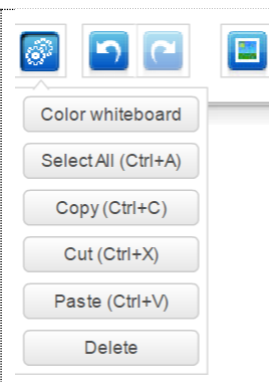 Color whiteboard
Select All (Ctrl+A)
Copy (Ctrl+C)
Cut (Ctrl+X)
Paste (Ctrl+V)
Delete